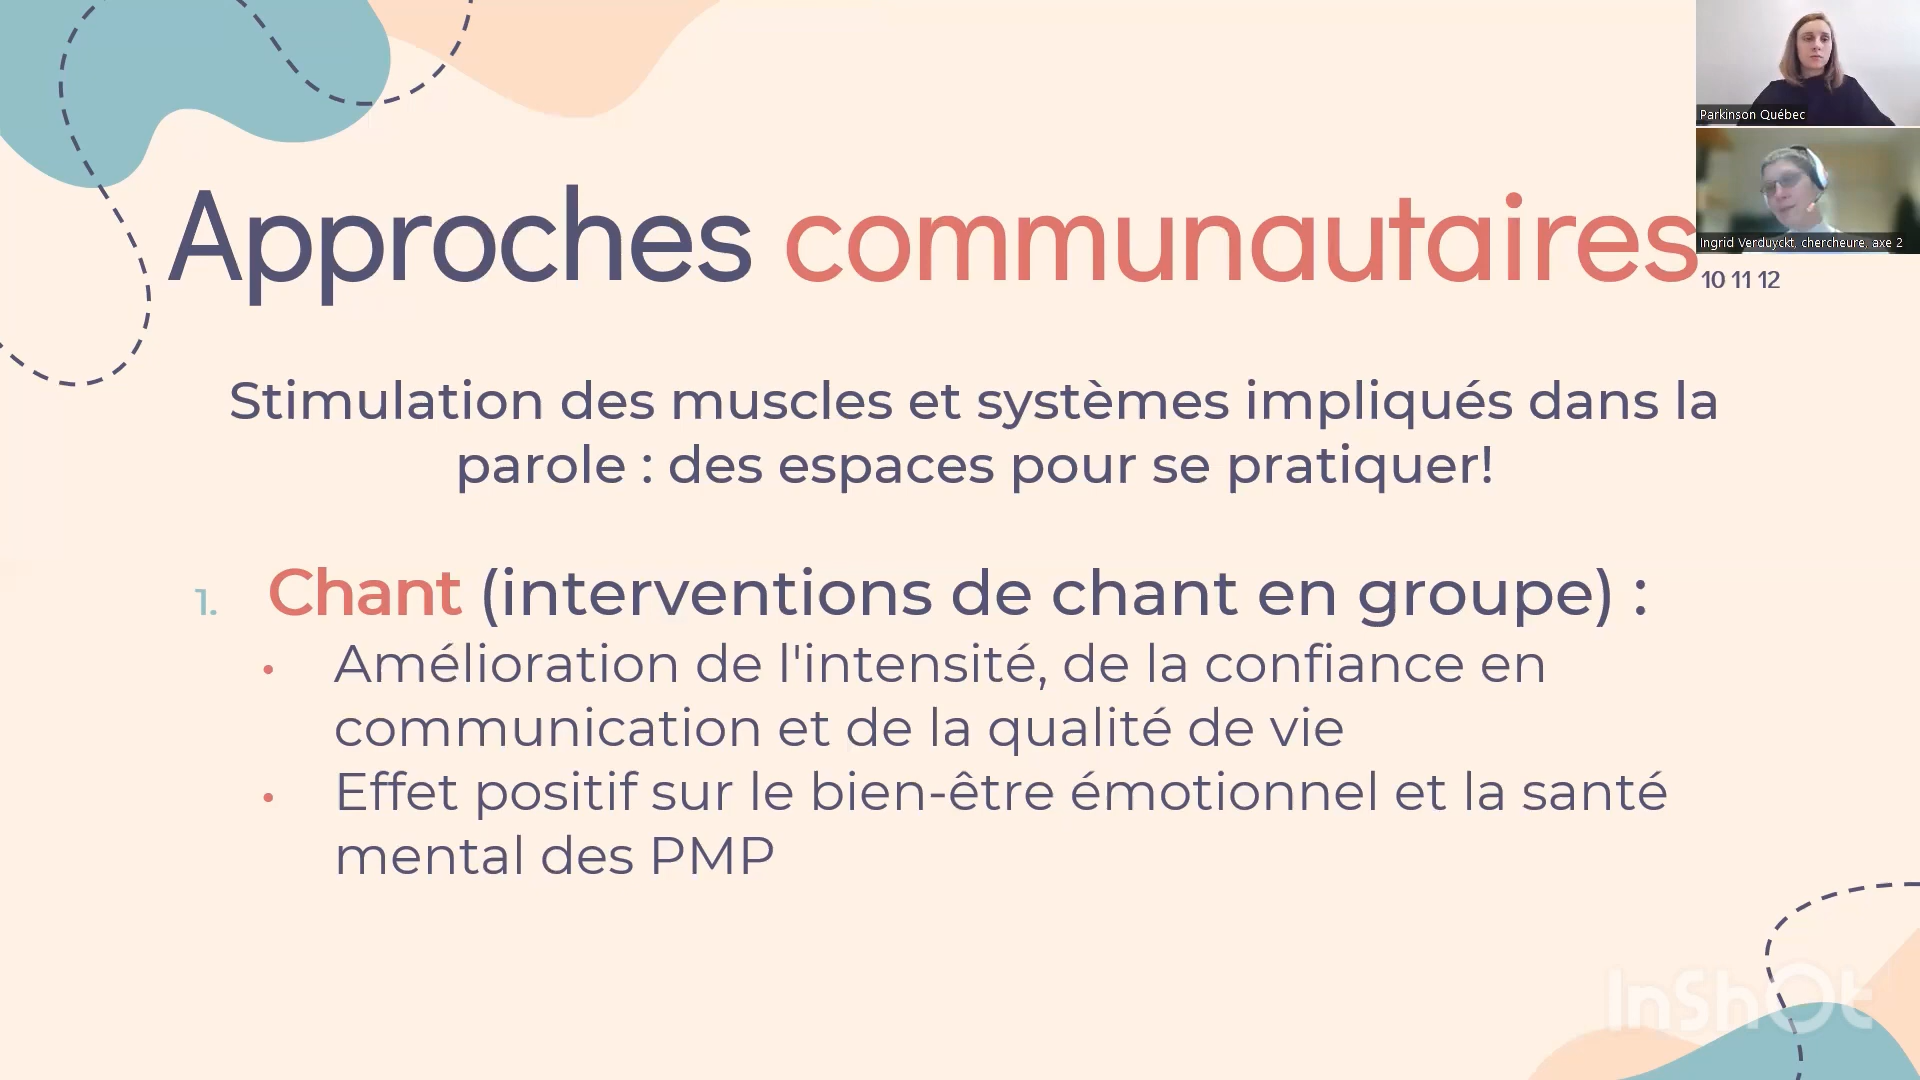 Parkinson Québec
Ingrid Verduyckt, chercheure, axe 2
Approches communautaires
10 11 12
Stimulation des muscles et systèmes impliqués dans la
parole : des espaces pour se pratiquer!
1. Chant (interventions de chant en groupe) :
• Amélioration de l'intensité, de la confiance en
communication et de la qualité de vie
• Effet positif sur le bien-être émotionnel et la santé
mental des PMP
InShOt